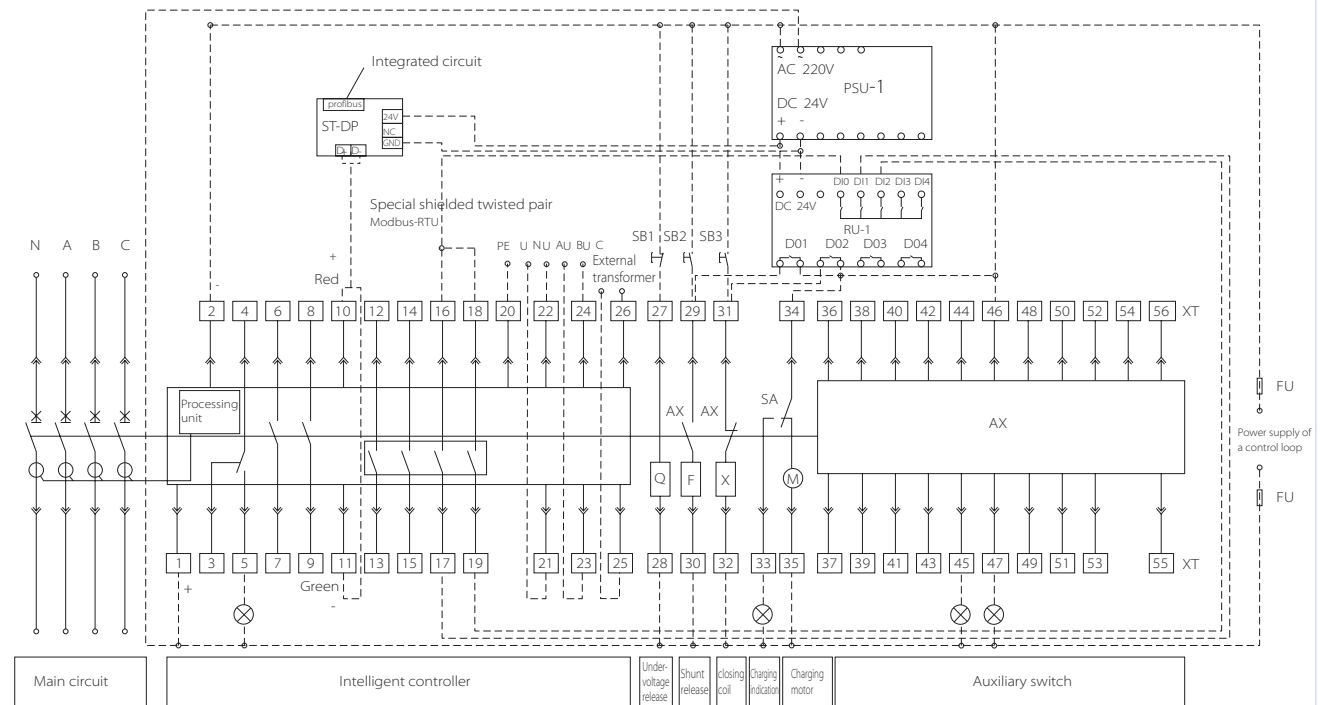 Integrated circuit
profibus
ST-DP
24V
NC
GND
D+ D-
AC 220V
PSU-1
DC 24V
+ -
+ - DI0 DI1 DI2 DI3 DI4
DC 24V
RU-1
D01 D02 D03 D04
Special shielded twisted pair
Modbus-RTU
N A B C
+
Red
-
PE U N U A U B U C
External
transformer
SB1 SB2 SB3
2 4 6 8 10 12 14 16 18 20 22 24 26 27 29 31 34 36 38 40 42 44 46 48 50 52 54 56 XT
Processing
unit
AX AX SA
AX
FU
Power supply of
a control loop
FU
Q F X M
1 3 5 7 9 11 13 15 17 19 21 23 25 28 30 32 33 35 37 39 41 43 45 47 49 51 53 55 XT
+
Green
-
Main circuit
Intelligent controller
Under-
voltage
release
Shunt
release
closing
coil
Charging
indication
Charging
motor
Auxiliary switch